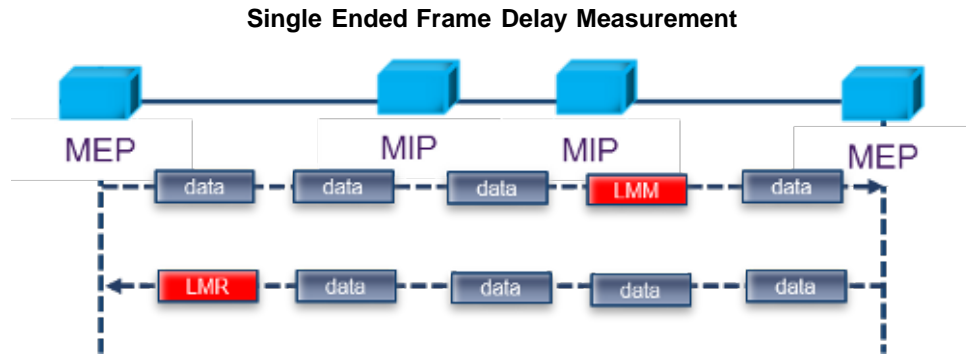 Single Ended Frame Delay Measurement
MEP MIP MIP MEP
data data data LMM data
LMR data data data data